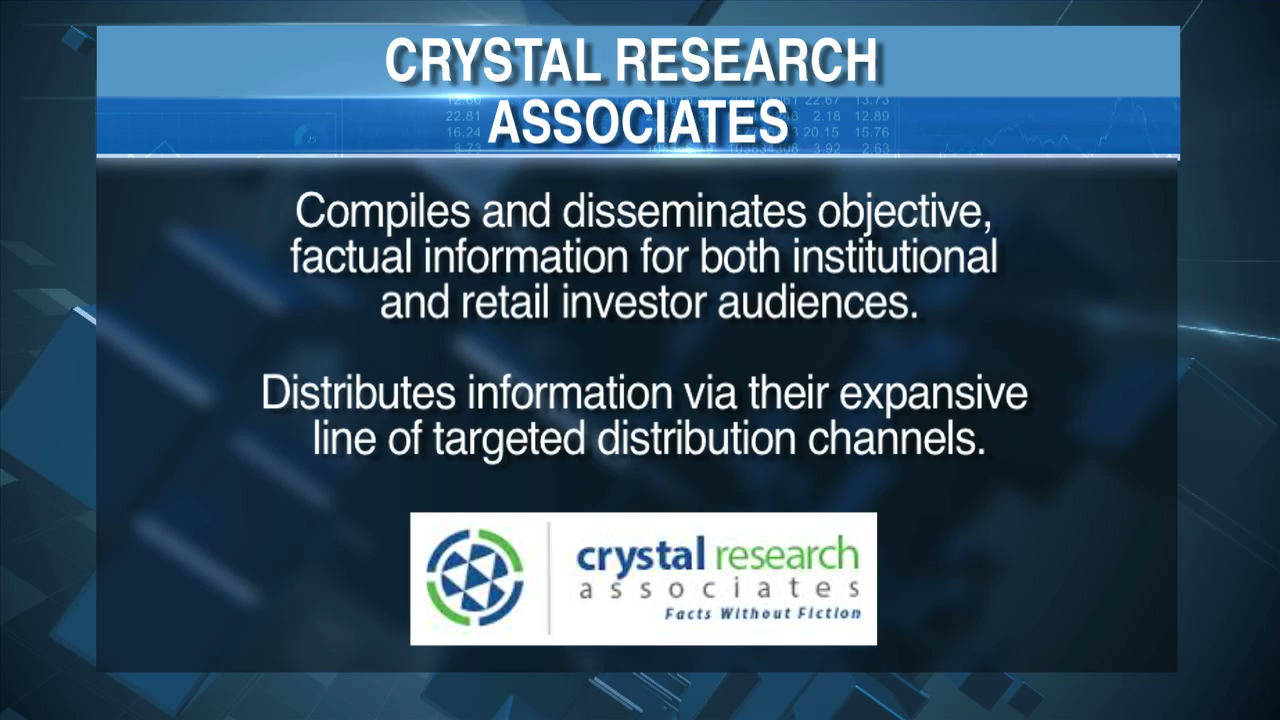 CRYSTAL RESEARCH
ASSOCIATES
Compiles and disseminates objective,
factual information for both institutional
and retail investor audiences.
Distributes information via their expansive
line of targeted distribution channels.
crystal research
associates
Facts Without Fiction